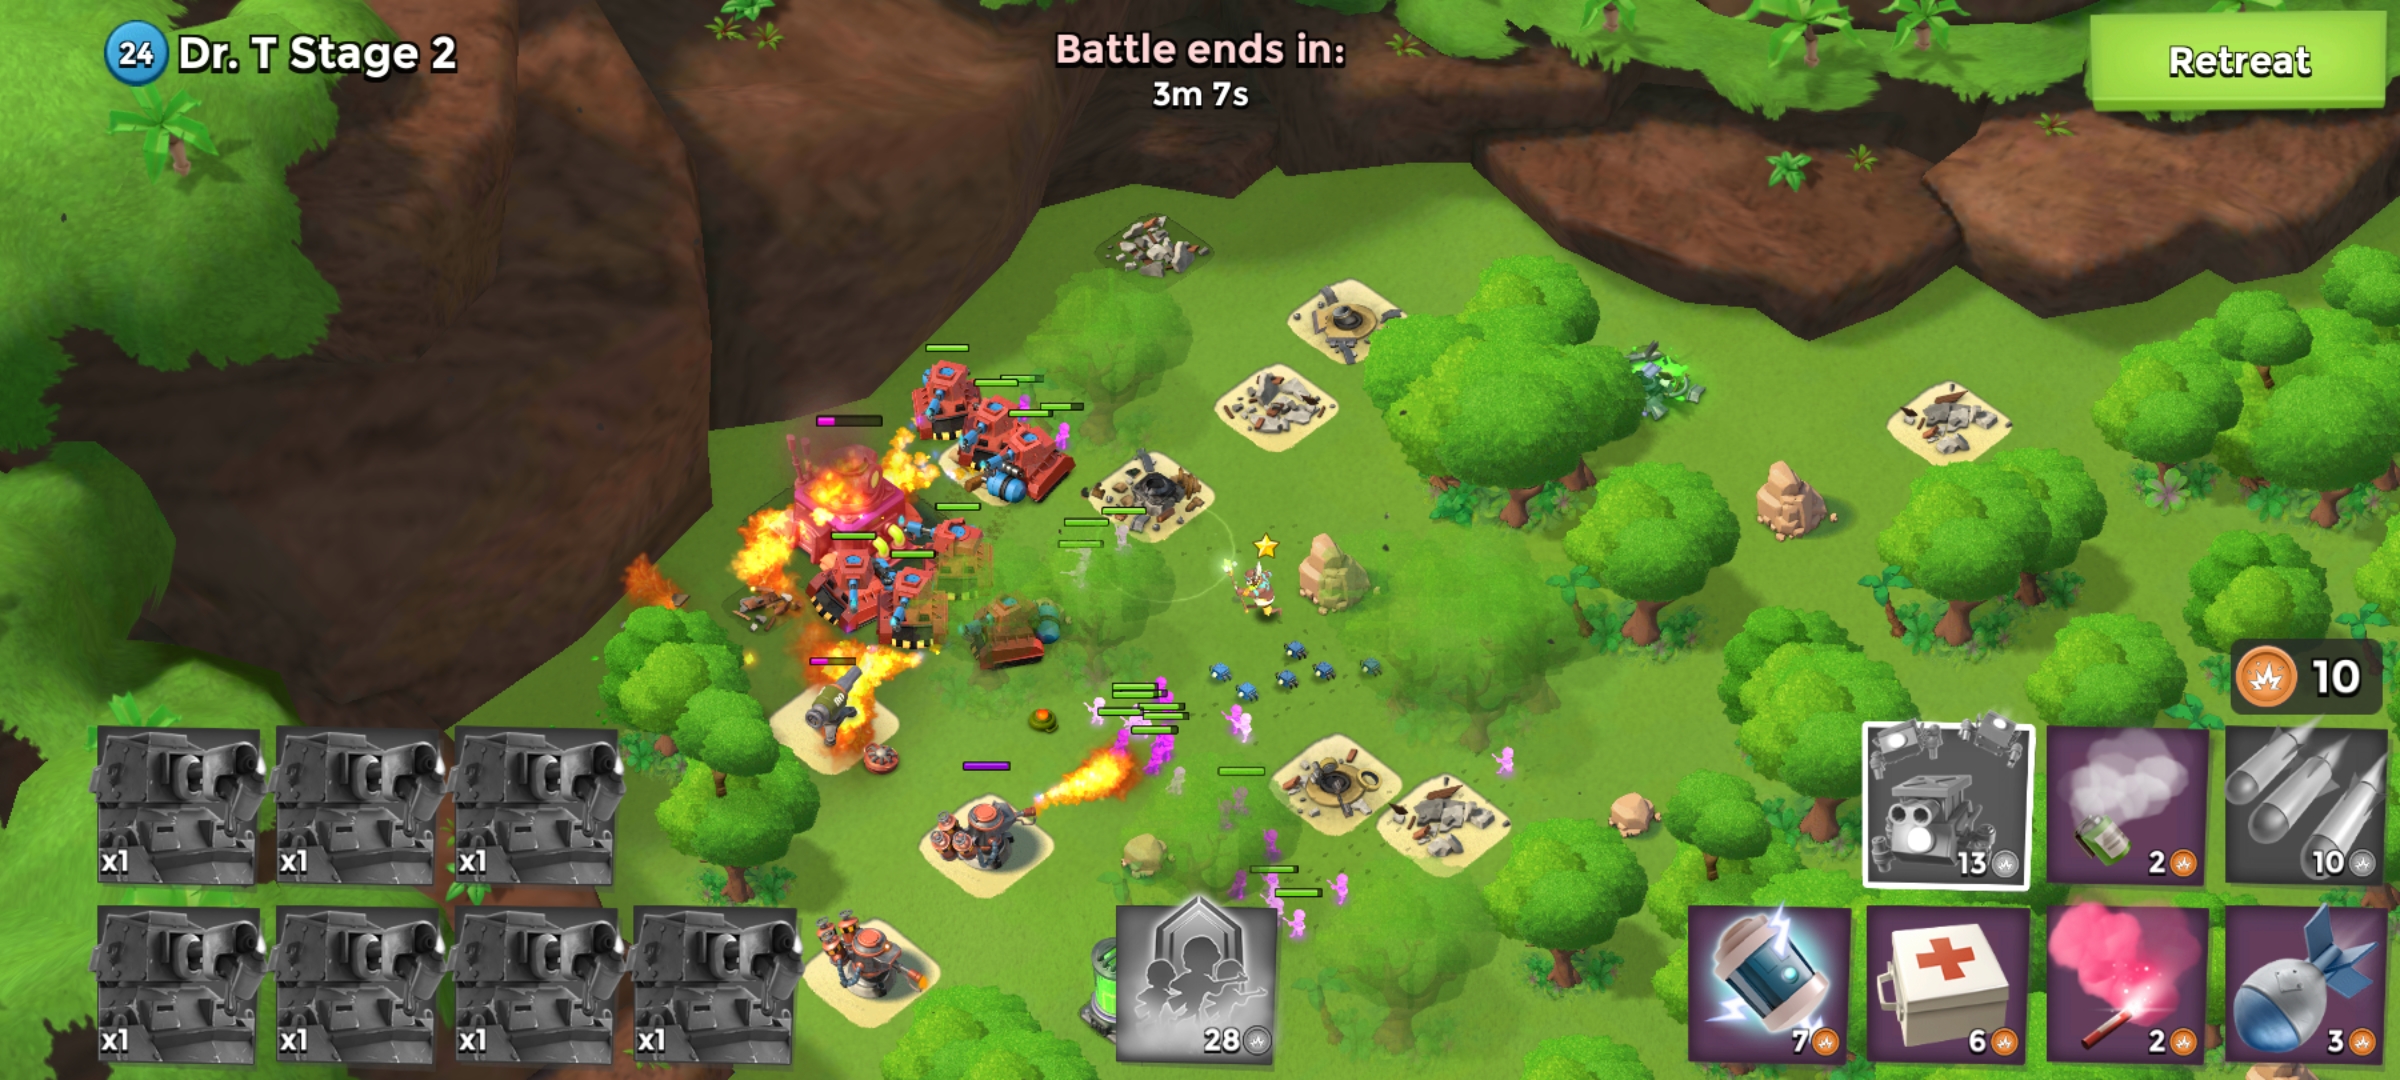 24 Dr. T Stage 2
Battle ends in:
3m 7s
Retreat
10
x1 x1 x1
13 2 10
x1 x1 x1 x1
28
7 6 2 3